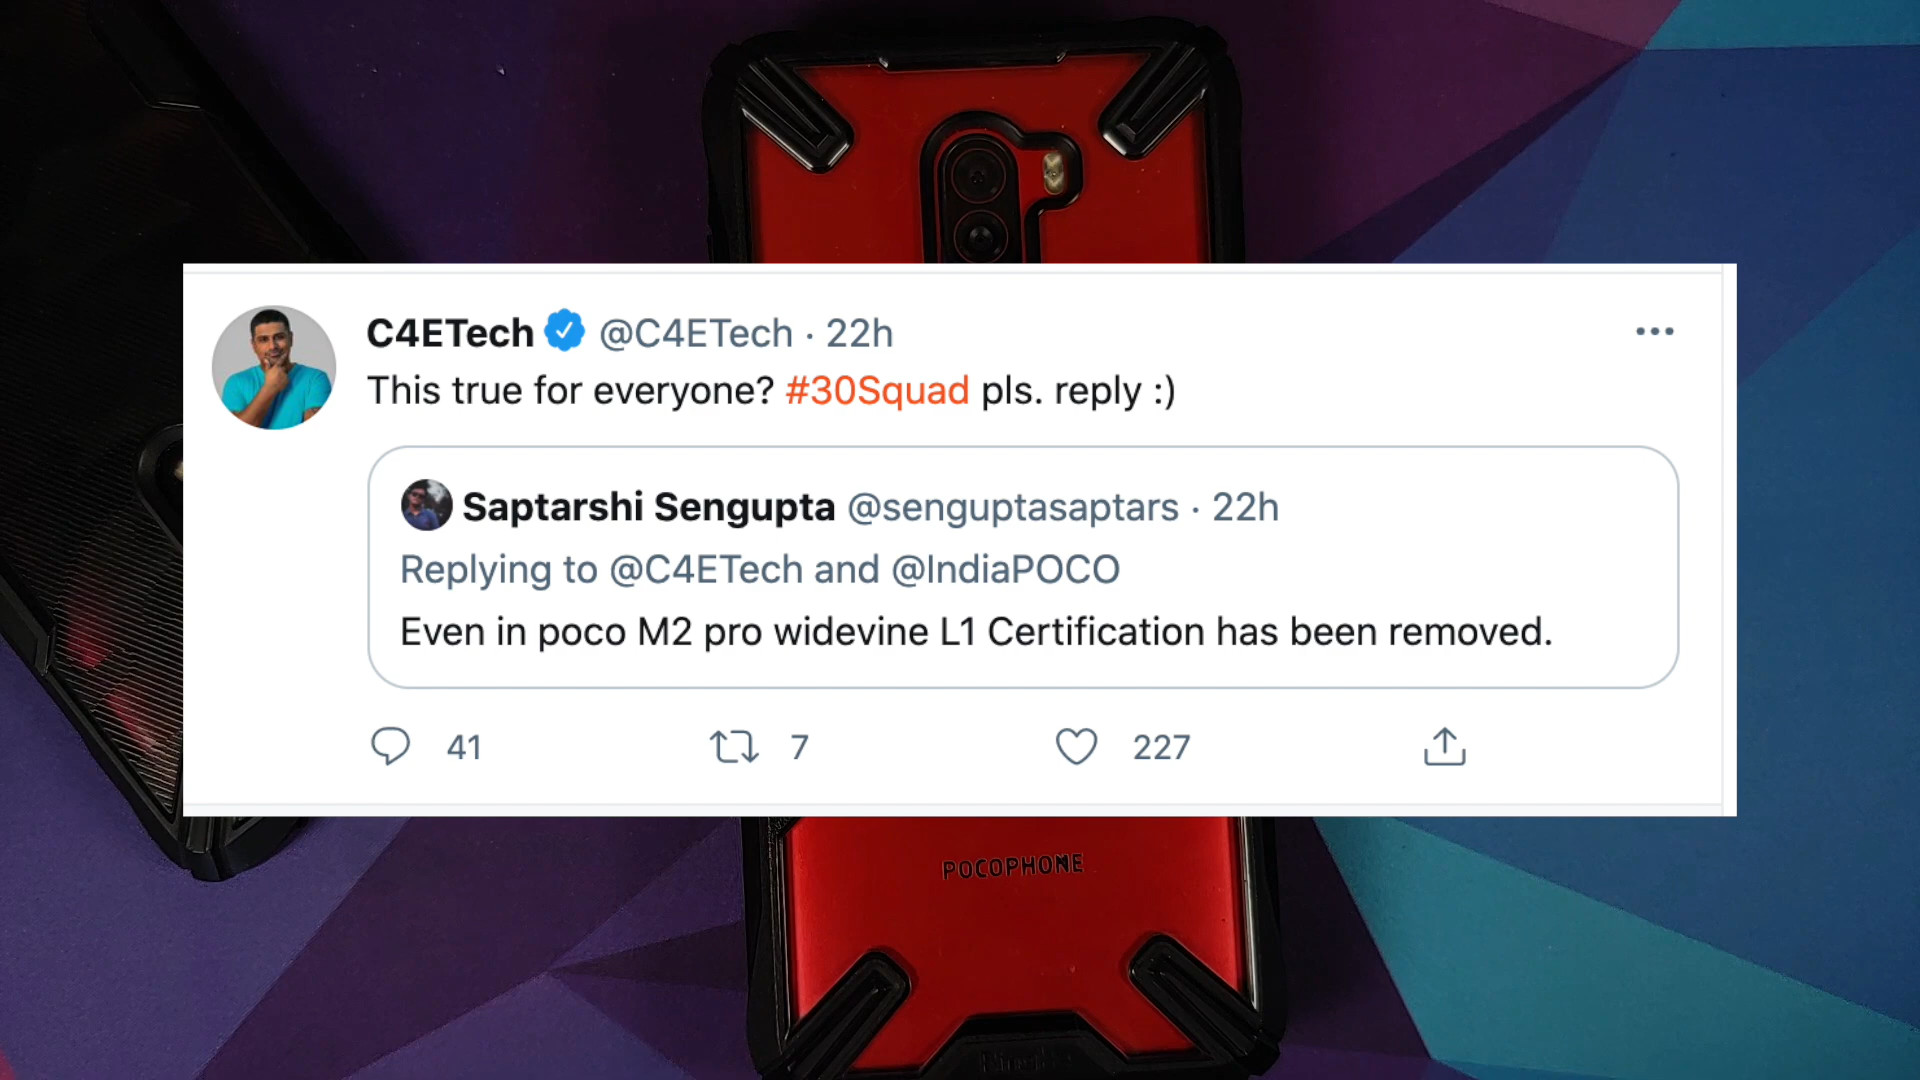 C4ETech @C4ETech · 22h
This true for everyone? #30Squad pls. reply :)
Saptarshi Sengupta @senguptasaptars · 22h
Replying to @C4ETech and @IndiaPOCO
Even in poco M2 pro widevine L1 Certification has been removed.
41 7 227
POCOPHONE